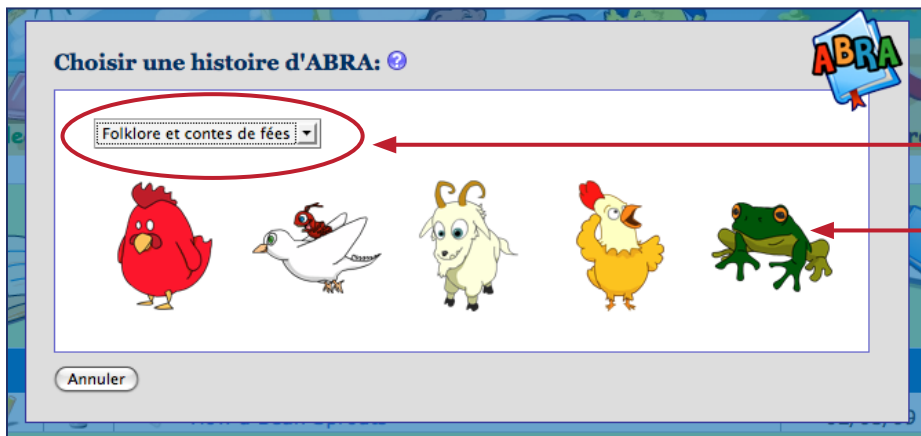 Choisir une histoire d'ABRA: ?
ABRA
Folklore et contes de fées
Annuler